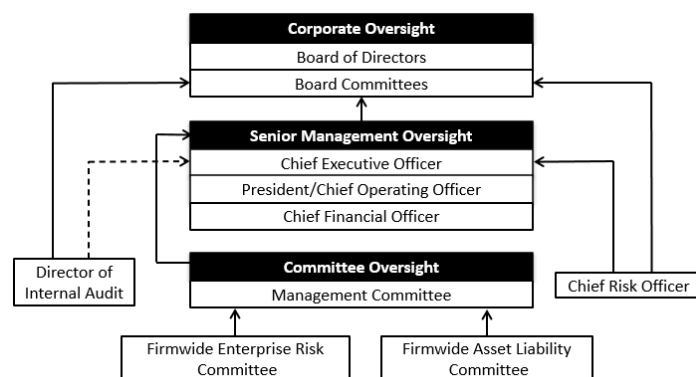 Corporate Oversight
Board of Directors
Board Committees
Senior Management Oversight
Chief Executive Officer
President/Chief Operating Officer
Chief Financial Officer
Director of
Internal Audit
Committee Oversight
Management Committee
Chief Risk Officer
Firmwide Enterprise Risk
Committee
Firmwide Asset Liability
Committee